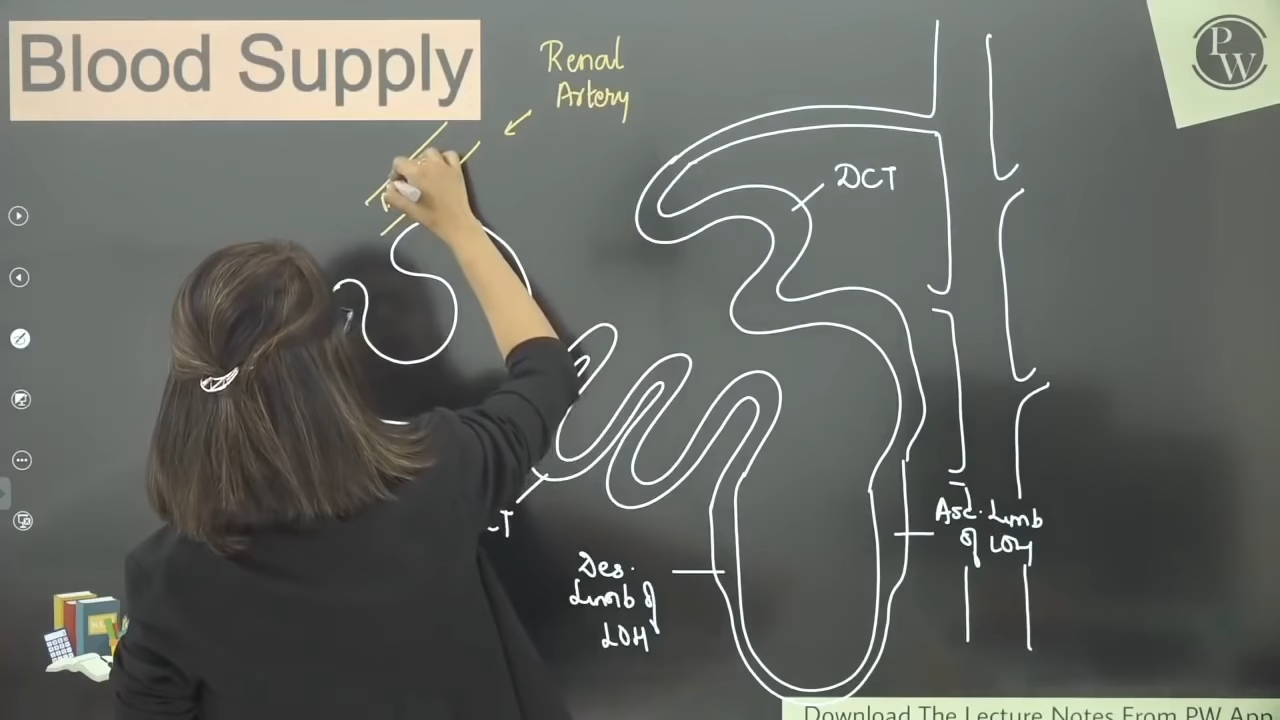 Blood Supply
Renal
Artery
PW
DCT
Asc. Limb
of LOH
Des.
Limb of
LOH
Download The Lecture Notes From PW App